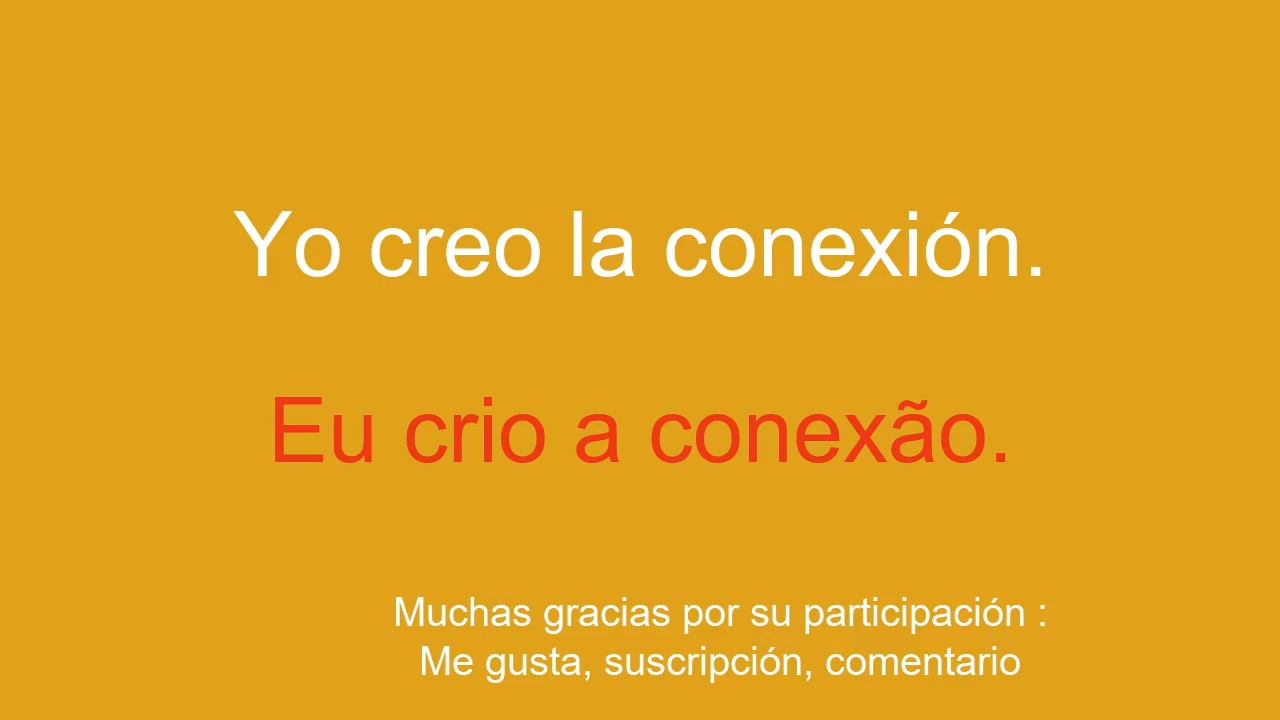 Yo creo la conexión.
Eu crio a conexão.
Muchas gracias por su participación :
Me gusta, suscripción, comentario